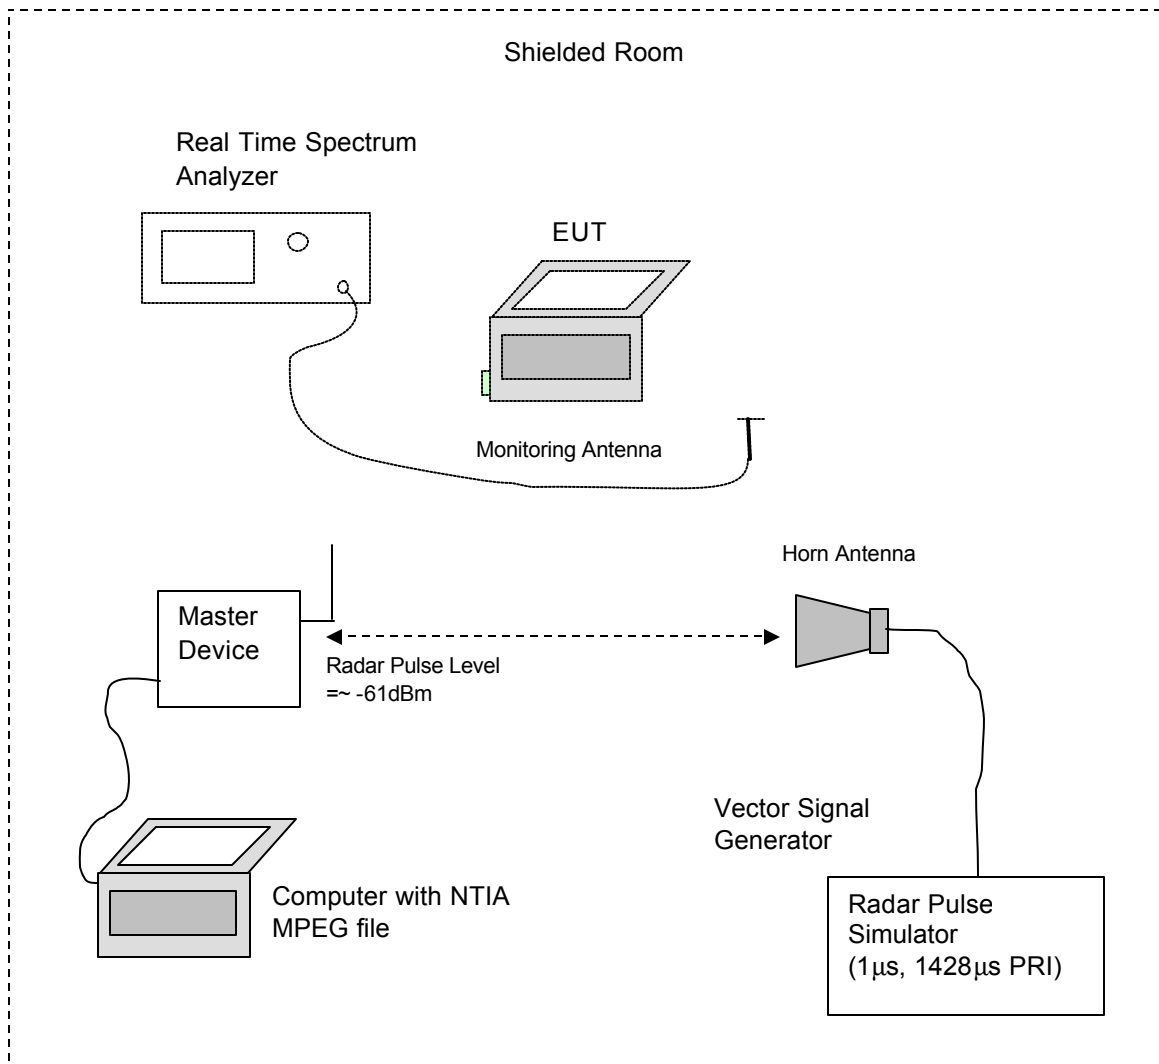 Shielded Room
Real Time Spectrum
Analyzer
EUT
Monitoring Antenna
Horn Antenna
Master
Device
Radar Pulse Level
=~ -61dBm
Vector Signal
Generator
Computer with NTIA
MPEG file
Radar Pulse
Simulator
(1μs, 1428μs PRI)